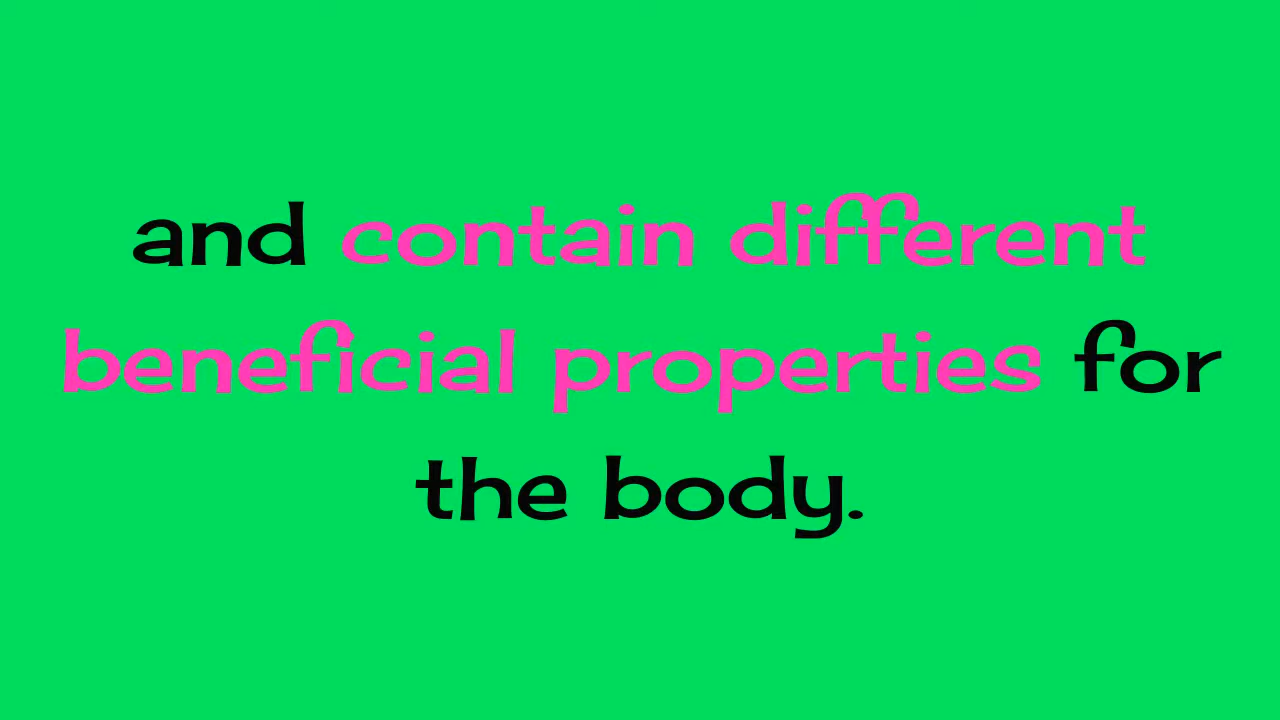 and contain different
beneficial properties for
the body.